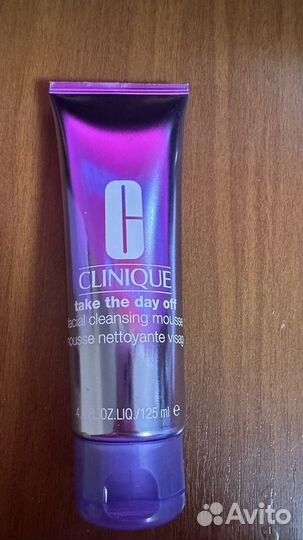 C
CLINIQUE
take the day off
facial cleansing mousse
mousse nettoyante visage
FL.OZ.LIQ./125 ml e
Avito